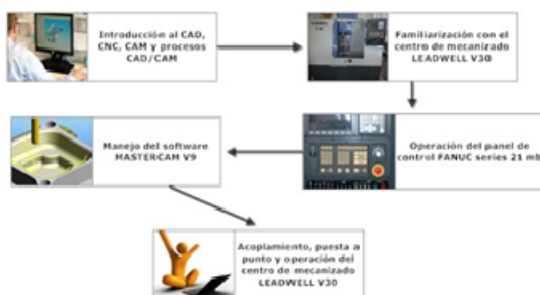 Introducción al CAD,
CNC, CAM y procesos
CAD/CAM
Familiarización con el
centro de mecanizado
LEADWELL V30
Operación del panel de
control FANUC series 21 mb
Manejo del software
MASTERCAM V9
Acoplamiento, puesta a
punto y operación del
centro de mecanizado
LEADWELL V30